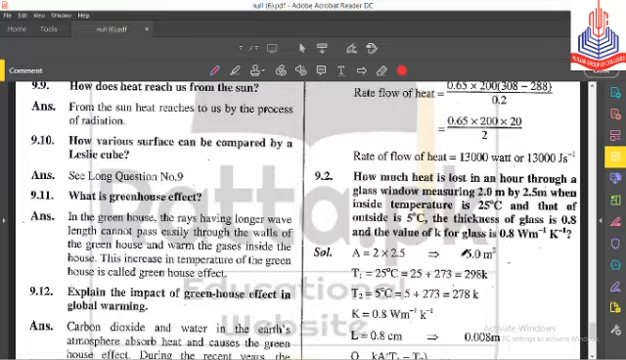 null (6).pdf - Adobe Acrobat Reader DC
File Edit View Window Help
Home Tools null (6).pdf ×
Comment
9.9. How does heat reach us from the sun?
Ans. From the sun heat reaches to us by the process
of radiation.
9.10. How various surface can be compared by a
Leslie cube?
Ans. See Long Question No.9
9.11. What is greenhouse effect?
Ans. In the green house, the rays having longer wave
length cannot pass easily through the walls of
the green house and warm the gases inside the
house. This increase in temperature of the green
house is called green house effect.
9.12. Explain the impact of green-house effect in
global warming.
Ans. Carbon dioxide and water in the earth's
atmosphere absorb heat and causes the green
house effect. During the recent years, the
Rate flow of heat = 0.65 × 200(308 – 288)
0.2
= 0.65 × 200 × 20
2
Rate of flow of heat = 13000 watt or 13000 Js⁻¹
9.2. How much heat is lost in an hour through a
glass window measuring 2.0 m by 2.5m when
inside temperature is 25°C and that of
outside is 5°C, the thickness of glass is 0.8
and the value of k for glass is 0.8 Wm⁻¹ K⁻¹?
Sol. A = 2 × 2.5 ⇒ 5.0 m²
T₁ = 25°C = 25 + 273 = 298k
T₂ = 5°C = 5 + 273 = 278 k
K = 0.8 Wm⁻¹ k⁻¹
L = 0.8 cm ⇒ 0.008m
Q kA(T₁ – T₂)
Educational
Website
Activate Windows
PC settings to activate Windows